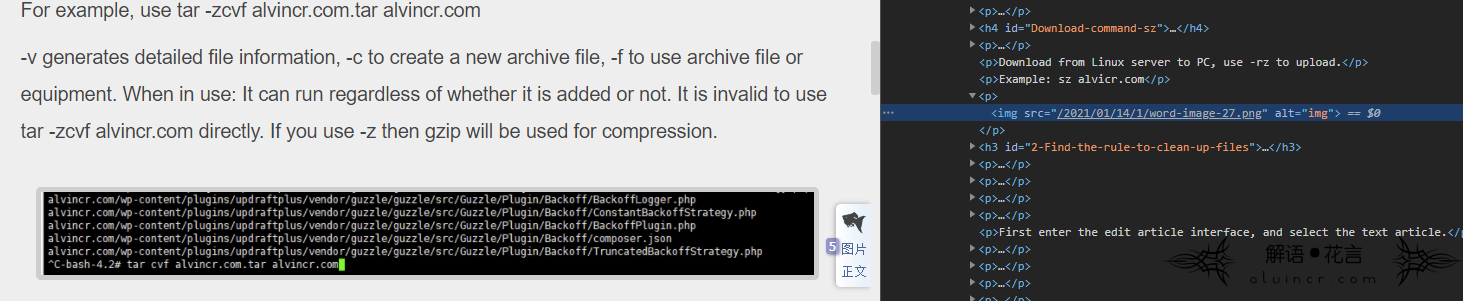 For example, use tar -zcvf alvincr.com.tar alvincr.com
-v generates detailed file information, -c to create a new archive file, -f to use archive file or
equipment. When in use: It can run regardless of whether it is added or not. It is invalid to use
tar -zcvf alvincr.com directly. If you use -z then gzip will be used for compression.
alvincr.com/wp-content/plugins/updraftplus/vendor/guzzle/guzzle/src/Guzzle/Plugin/Backoff/BackoffLogger.php
alvincr.com/wp-content/plugins/updraftplus/vendor/guzzle/guzzle/src/Guzzle/Plugin/Backoff/ConstantBackoffStrategy.php
alvincr.com/wp-content/plugins/updraftplus/vendor/guzzle/guzzle/src/Guzzle/Plugin/Backoff/BackoffPlugin.php
alvincr.com/wp-content/plugins/updraftplus/vendor/guzzle/guzzle/src/Guzzle/Plugin/Backoff/composer.json
alvincr.com/wp-content/plugins/updraftplus/vendor/guzzle/guzzle/src/Guzzle/Plugin/Backoff/TruncatedBackoffStrategy.php
^C-bash-4.2# tar cvf alvincr.com.tar alvincr.com
5
图片
正文
<p>…</p>
<h4 id="Download-command-sz">…</h4>
<p>…</p>
<p>Download from Linux server to PC, use -rz to upload.</p>
<p>Example: sz alvicr.com</p>
<p>
<img src="/2021/01/14/1/word-image-27.png" alt="img"> == $0
</p>
<h3 id="2-Find-the-rule-to-clean-up-files">…</h3>
<p>…</p>
<p>…</p>
<p>…</p>
<p>…</p>
<p>First enter the edit article interface, and select the text article.</p>
<p>…</p>
<p>…</p>
<p>…</p>
<p>…</p>
解语●花言
alvincr.com